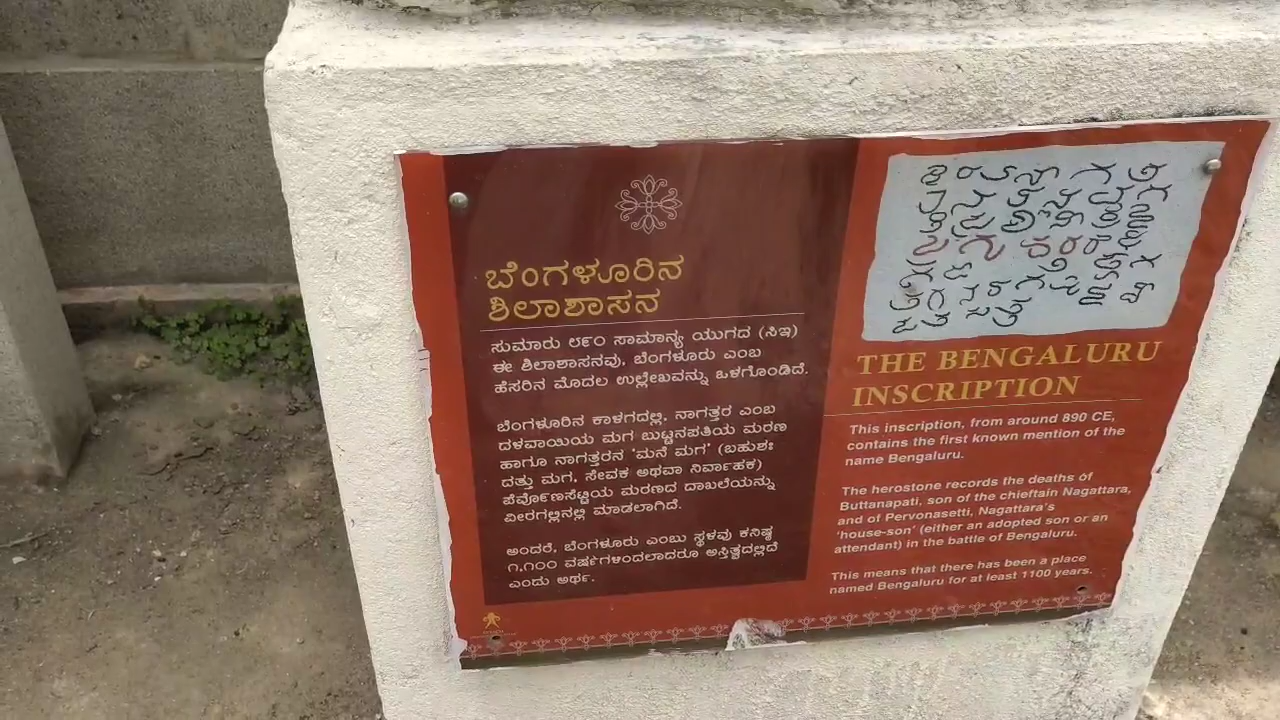 ಬೆಂಗಳೂರಿನ
ಶಿಲಾಶಾಸನ
ಸುಮಾರು ೮೯೦ ಸಾಮಾನ್ಯ ಯುಗದ (ಸಿಇ)
ಈ ಶಿಲಾಶಾಸನವು, ಬೆಂಗಳೂರು ಎಂಬ
ಹೆಸರಿನ ಮೊದಲ ಉಲ್ಲೇಖವನ್ನು ಒಳಗೊಂಡಿದೆ.
ಬೆಂಗಳೂರಿನ ಕಾಳಗದಲ್ಲಿ, ನಾಗತ್ತರ ಎಂಬ
ದಳವಾಯಿಯ ಮಗ ಬುಟ್ಟನಪತಿಯ ಮರಣ
ಹಾಗೂ ನಾಗತ್ತರನ 'ಮನೆ ಮಗ' (ಬಹುಶಃ
ದತ್ತು ಮಗ, ಸೇವಕ ಅಥವಾ ನಿರ್ವಾಹಕ)
ಪೆರ್ವೊಣಸೆಟ್ಟಿಯ ಮರಣದ ದಾಖಲೆಯನ್ನು
ವೀರಗಲ್ಲಿನಲ್ಲಿ ಮಾಡಲಾಗಿದೆ.
ಅಂದರೆ, ಬೆಂಗಳೂರು ಎಂಬು ಸ್ಥಳವು ಕನಿಷ್ಠ
೧,೧೦೦ ವರ್ಷಗಳಿಂದಲಾದರೂ ಅಸ್ತಿತ್ವದಲ್ಲಿದೆ
ಎಂದು ಅರ್ಥ.
THE BENGALURU
INSCRIPTION
This inscription, from around 890 CE,
contains the first known mention of the
name Bengaluru.
The herostone records the deaths of
Buttanapati, son of the chieftain Nagattara,
and of Pervonasetti, Nagattara's
'house-son' (either an adopted son or an
attendant) in the battle of Bengaluru.
This means that there has been a place
named Bengaluru for at least 1100 years.